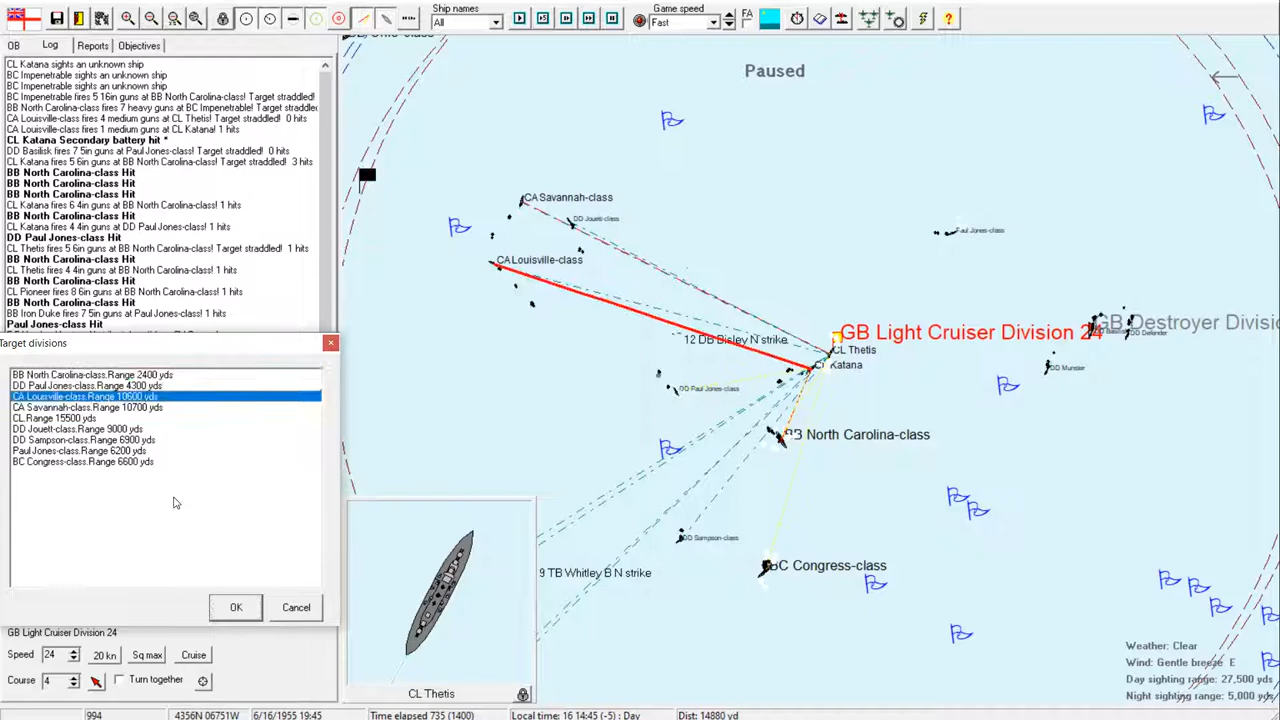 Ship names
Game speed
FA
All
Fast
OB
Log
Reports
Objectives
CL Katana sights an unknown ship
BC Impenetrable sights an unknown ship
BC Impenetrable sights an unknown ship
BC Impenetrable fires 5 16in guns at BB North Carolina-class! Target straddled!
BB North Carolina-class fires 7 heavy guns at BC Impenetrable! Target straddled
CA Louisville-class fires 4 medium guns at CL Thetis! Target straddled! 0 hits
CA Louisville-class fires 1 medium guns at CL Katana! 1 hits
CL Katana Secondary battery hit *
DD Basilisk fires 7 5in guns at Paul Jones-class! Target straddled! 0 hits
CL Katana fires 5 6in guns at BB North Carolina-class! Target straddled! 3 hits
BB North Carolina-class Hit
BB North Carolina-class Hit
BB North Carolina-class Hit
CL Katana fires 6 4in guns at BB North Carolina-class! 1 hits
BB North Carolina-class Hit
CL Katana fires 4 4in guns at DD Paul Jones-class! 1 hits
DD Paul Jones-class Hit
CL Thetis fires 5 6in guns at BB North Carolina-class! Target straddled! 1 hits
BB North Carolina-class Hit
CL Thetis fires 4 4in guns at BB North Carolina-class! 1 hits
BB North Carolina-class Hit
CL Pioneer fires 8 6in guns at BB North Carolina-class! 1 hits
BB North Carolina-class Hit
BB Iron Duke fires 7 5in guns at Paul Jones-class! 1 hits
Paul Jones-class Hit
Target divisions
BB North Carolina-class.Range 2400 yds
DD Paul Jones-class.Range 4300 yds
CA Louisville-class.Range 10600 yds
CA Savannah-class.Range 10700 yds
CL.Range 15500 yds
DD Jouett-class.Range 9000 yds
DD Sampson-class.Range 6900 yds
Paul Jones-class.Range 6200 yds
BC Congress-class.Range 6600 yds
OK
Cancel
GB Light Cruiser Division 24
Speed
24
20 kn
Sq max
Cruise
Course
4
Turn together
Paused
CA Savannah-class
DD Jouett-class
Paul Jones-class
CA Louisville-class
GB Light Cruiser Division 24
GB Destroyer Divisio
DD Defender
12 DB Bisley N strike
CL Thetis
CL Katana
DD Munster
DD Paul Jones-class
BB North Carolina-class
DD Sampson-class
BC Congress-class
9 TB Whitley B N strike
CL Thetis
Weather: Clear
Wind: Gentle breeze E
Day sighting range: 27,500 yards
Night sighting range: 5,000 yards
994
4356N 06751W
6/16/1955 19:45
Time elapsed 735 (1400)
Local time: 16 14:45 (-5) : Day
Dist: 14880 yd